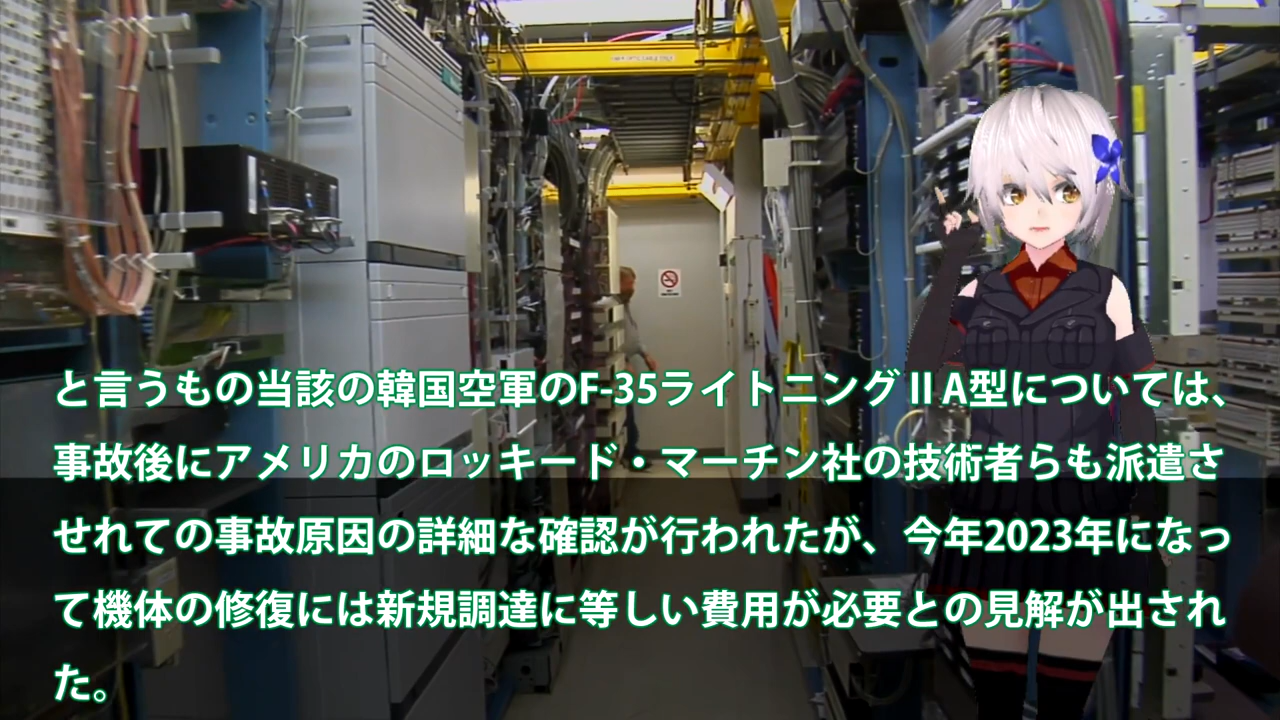 と言うもの当該の韓国空軍のF-35ライトニングⅡA型については、
事故後にアメリカのロッキード・マーチン社の技術者らも派遣さ
せれての事故原因の詳細な確認が行われたが、今年2023年になっ
て機体の修復には新規調達に等しい費用が必要との見解が出され
た。